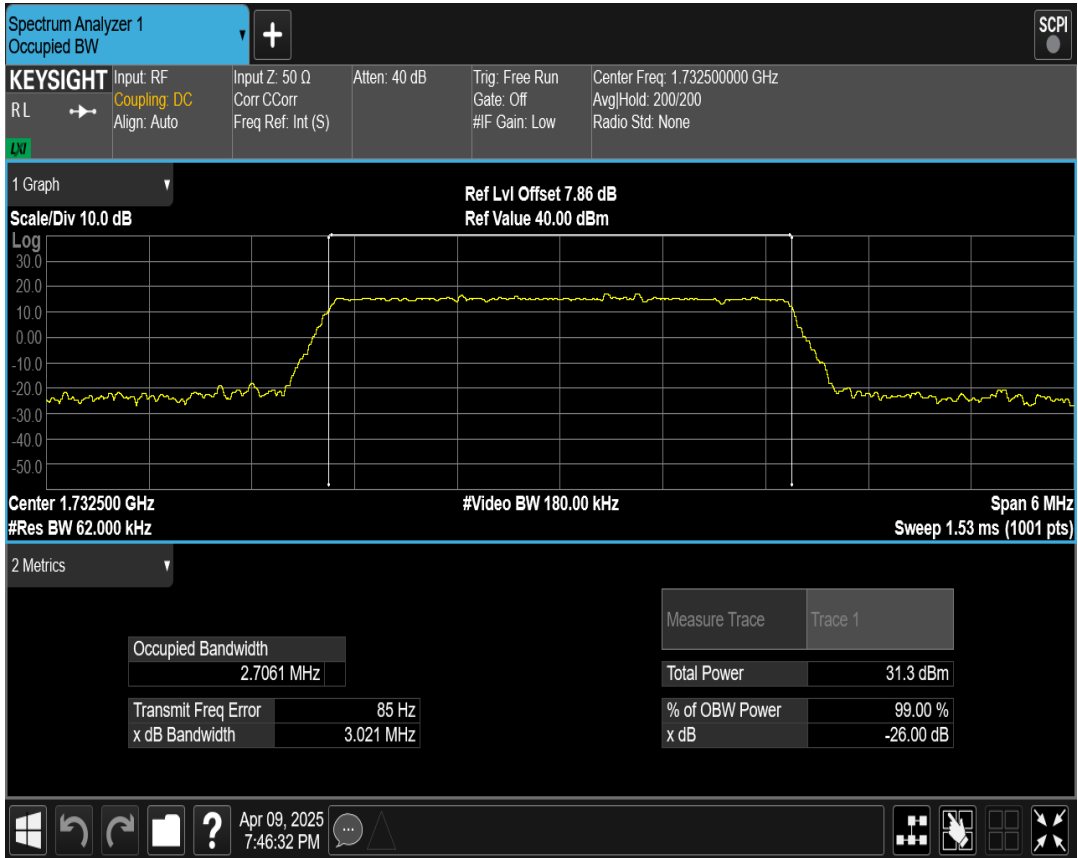 Spectrum Analyzer 1
Occupied BW
SCPI
KEYSIGHT
RL
LXI
Input: RF
Coupling: DC
Align: Auto
Input Z: 50 Ω
Corr CCorr
Freq Ref: Int (S)
Atten: 40 dB
Trig: Free Run
Gate: Off
#IF Gain: Low
Center Freq: 1.732500000 GHz
Avg|Hold: 200/200
Radio Std: None
1 Graph
Scale/Div 10.0 dB
Ref Lvl Offset 7.86 dB
Ref Value 40.00 dBm
Log
30.0
20.0
10.0
0.00
-10.0
-20.0
-30.0
-40.0
-50.0
Center 1.732500 GHz
#Video BW 180.00 kHz
Span 6 MHz
#Res BW 62.000 kHz
Sweep 1.53 ms (1001 pts)
2 Metrics
Measure Trace Trace 1
Occupied Bandwidth
2.7061 MHz
Total Power 31.3 dBm
Transmit Freq Error 85 Hz
% of OBW Power 99.00 %
x dB Bandwidth 3.021 MHz
x dB -26.00 dB
Apr 09, 2025
7:46:32 PM